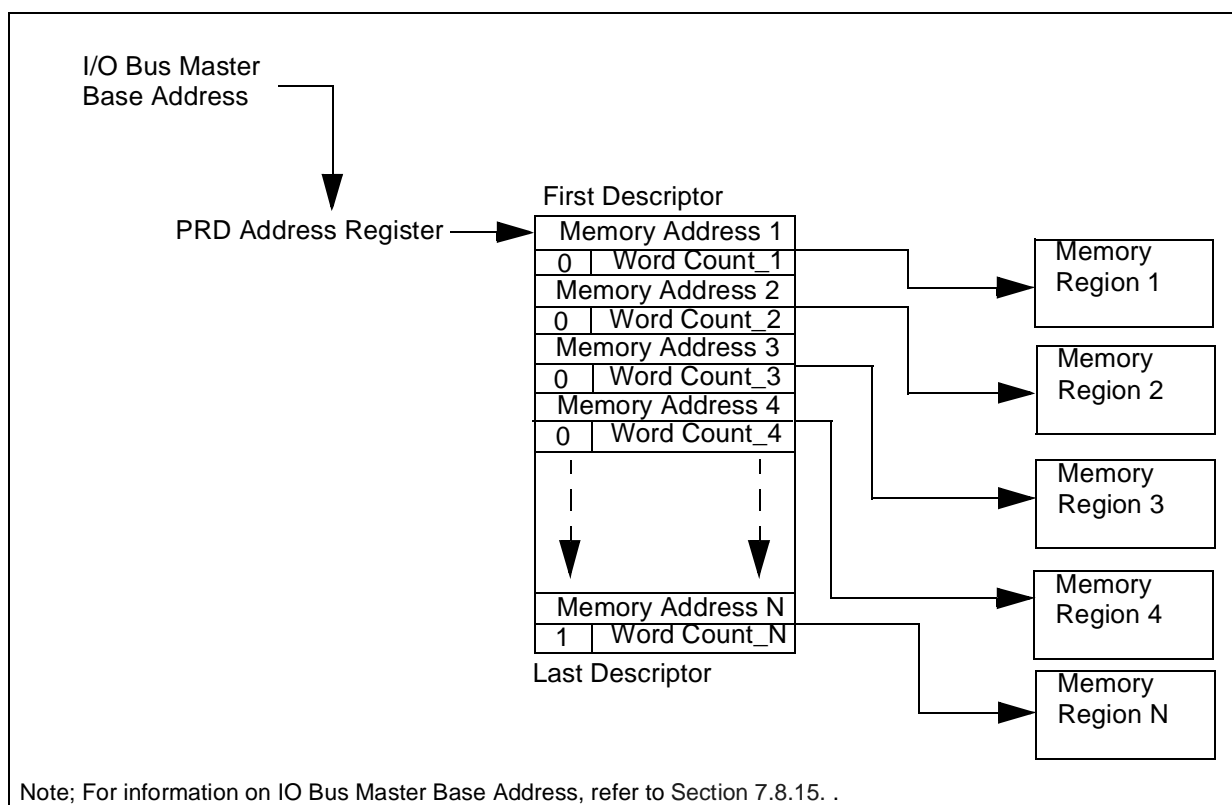 I/O Bus Master
Base Address
First Descriptor
PRD Address Register
Memory Address 1
0 Word Count_1
Memory Address 2
0 Word Count_2
Memory Address 3
0 Word Count_3
Memory Address 4
0 Word Count_4
Memory Address N
1 Word Count_N
Last Descriptor
Memory
Region 1
Memory
Region 2
Memory
Region 3
Memory
Region 4
Memory
Region N
Note; For information on IO Bus Master Base Address, refer to Section 7.8.15. .